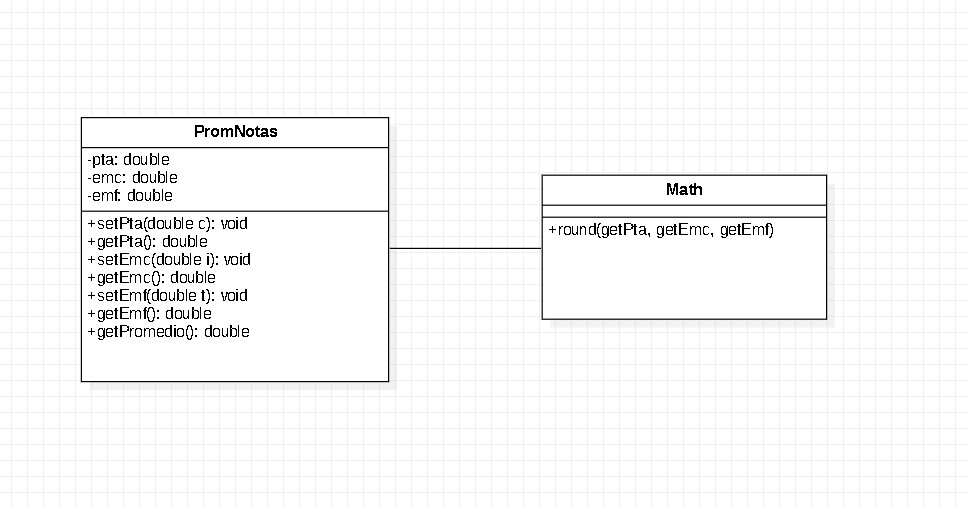 PromNotas
-pta: double
-emc: double
-emf: double
+setPta(double c): void
+getPta(): double
+setEmc(double i): void
+getEmc(): double
+setEmf(double t): void
+getEmf(): double
+getPromedio(): double
Math
+round(getPta, getEmc, getEmf)